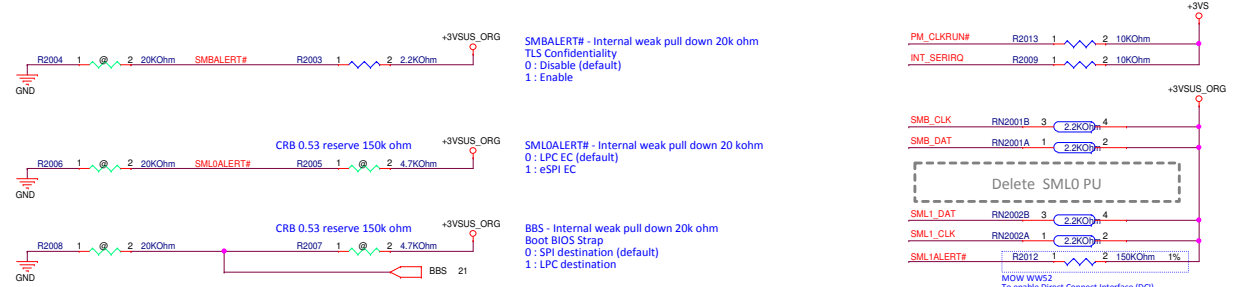 +3VSUS_ORG
R2004 1 @ 2 20KOhm SMBALERT# R2003 1 2 2.2KOhm
GND
SMBALERT# - Internal weak pull down 20k ohm
TLS Confidentiality
0 : Disable (default)
1 : Enable
CRB 0.53 reserve 150k ohm
+3VSUS_ORG
R2006 1 @ 2 20KOhm SML0ALERT# R2005 1 @ 2 4.7KOhm
GND
SML0ALERT# - Internal weak pull down 20 kohm
0 : LPC EC (default)
1 : eSPI EC
CRB 0.53 reserve 150k ohm
+3VSUS_ORG
R2008 1 @ 2 20KOhm R2007 1 @ 2 4.7KOhm
GND
BBS 21
BBS - Internal weak pull down 20k ohm
Boot BIOS Strap
0 : SPI destination (default)
1 : LPC destination
+3VS
PM_CLKRUN# R2013 1 2 10KOhm
INT_SERIRQ R2009 1 2 10KOhm
+3VSUS_ORG
SMB_CLK RN2001B 3 2.2KOhm 4
SMB_DAT RN2001A 1 2.2KOhm 2
Delete SML0 PU
SML1_DAT RN2002B 3 2.2KOhm 4
SML1_CLK RN2002A 1 2.2KOhm 2
SML1ALERT# R2012 1 2 150KOhm 1%
MOW WW52
To enable Direct Connect Interface (DCI)